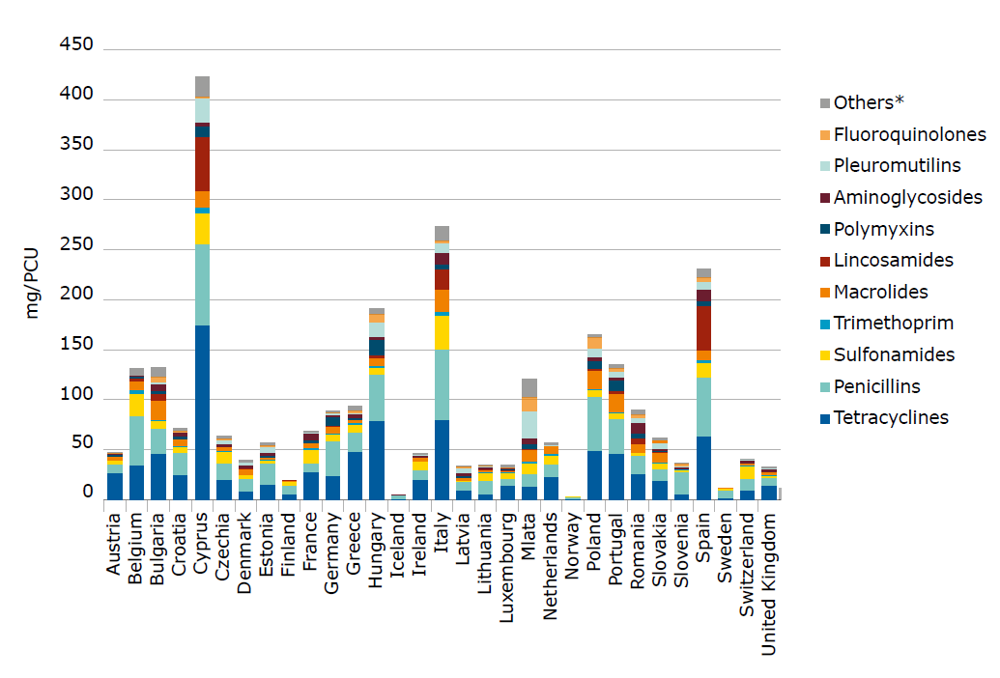 450
400
350
300
250
200
150
100
50
0
mg/PCU
Austria
Belgium
Bulgaria
Croatia
Cyprus
Czechia
Denmark
Estonia
Finland
France
Germany
Greece
Hungary
Iceland
Ireland
Italy
Latvia
Lithuania
Luxembourg
Mlata
Netherlands
Norway
Poland
Portugal
Romania
Slovakia
Slovenia
Spain
Sweden
Switzerland
United Kingdom
Others*
Fluoroquinolones
Pleuromutilins
Aminoglycosides
Polymyxins
Lincosamides
Macrolides
Trimethoprim
Sulfonamides
Penicillins
Tetracyclines